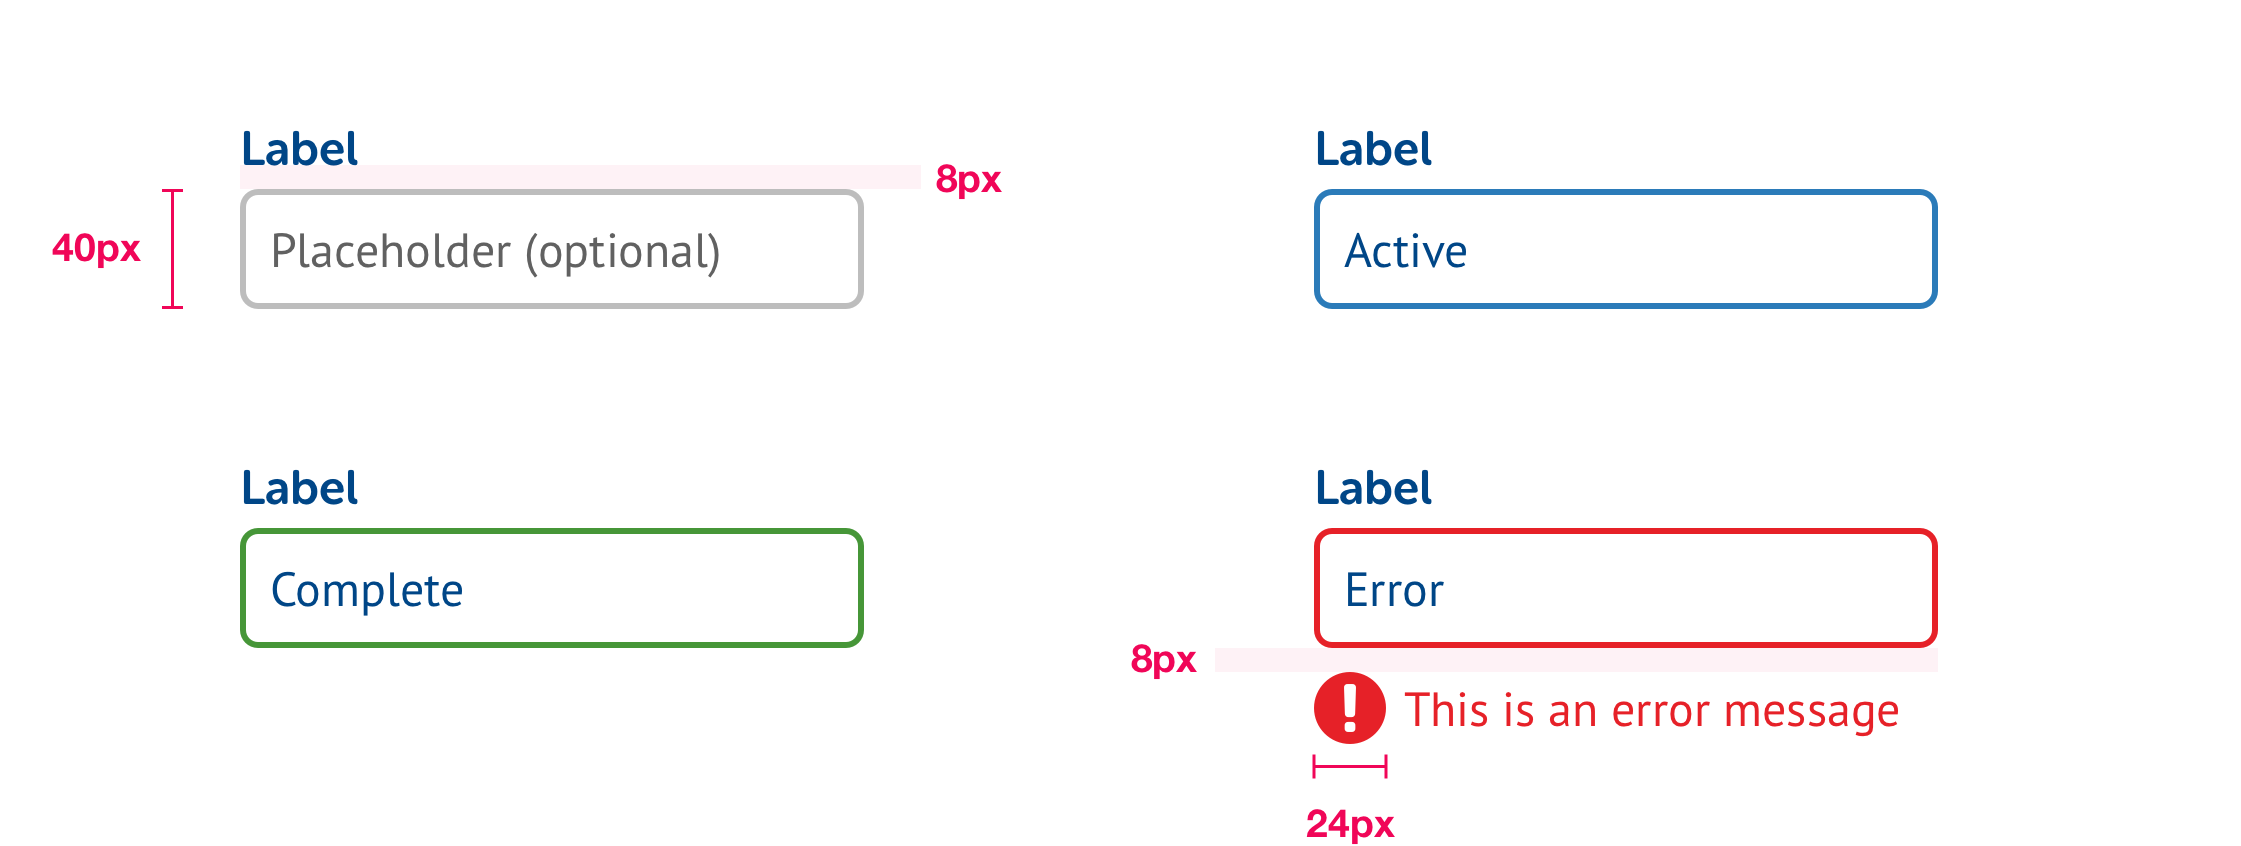 Label
8px
40px
Placeholder (optional)
Label
Active
Label
Complete
Label
Error
8px
This is an error message
24px